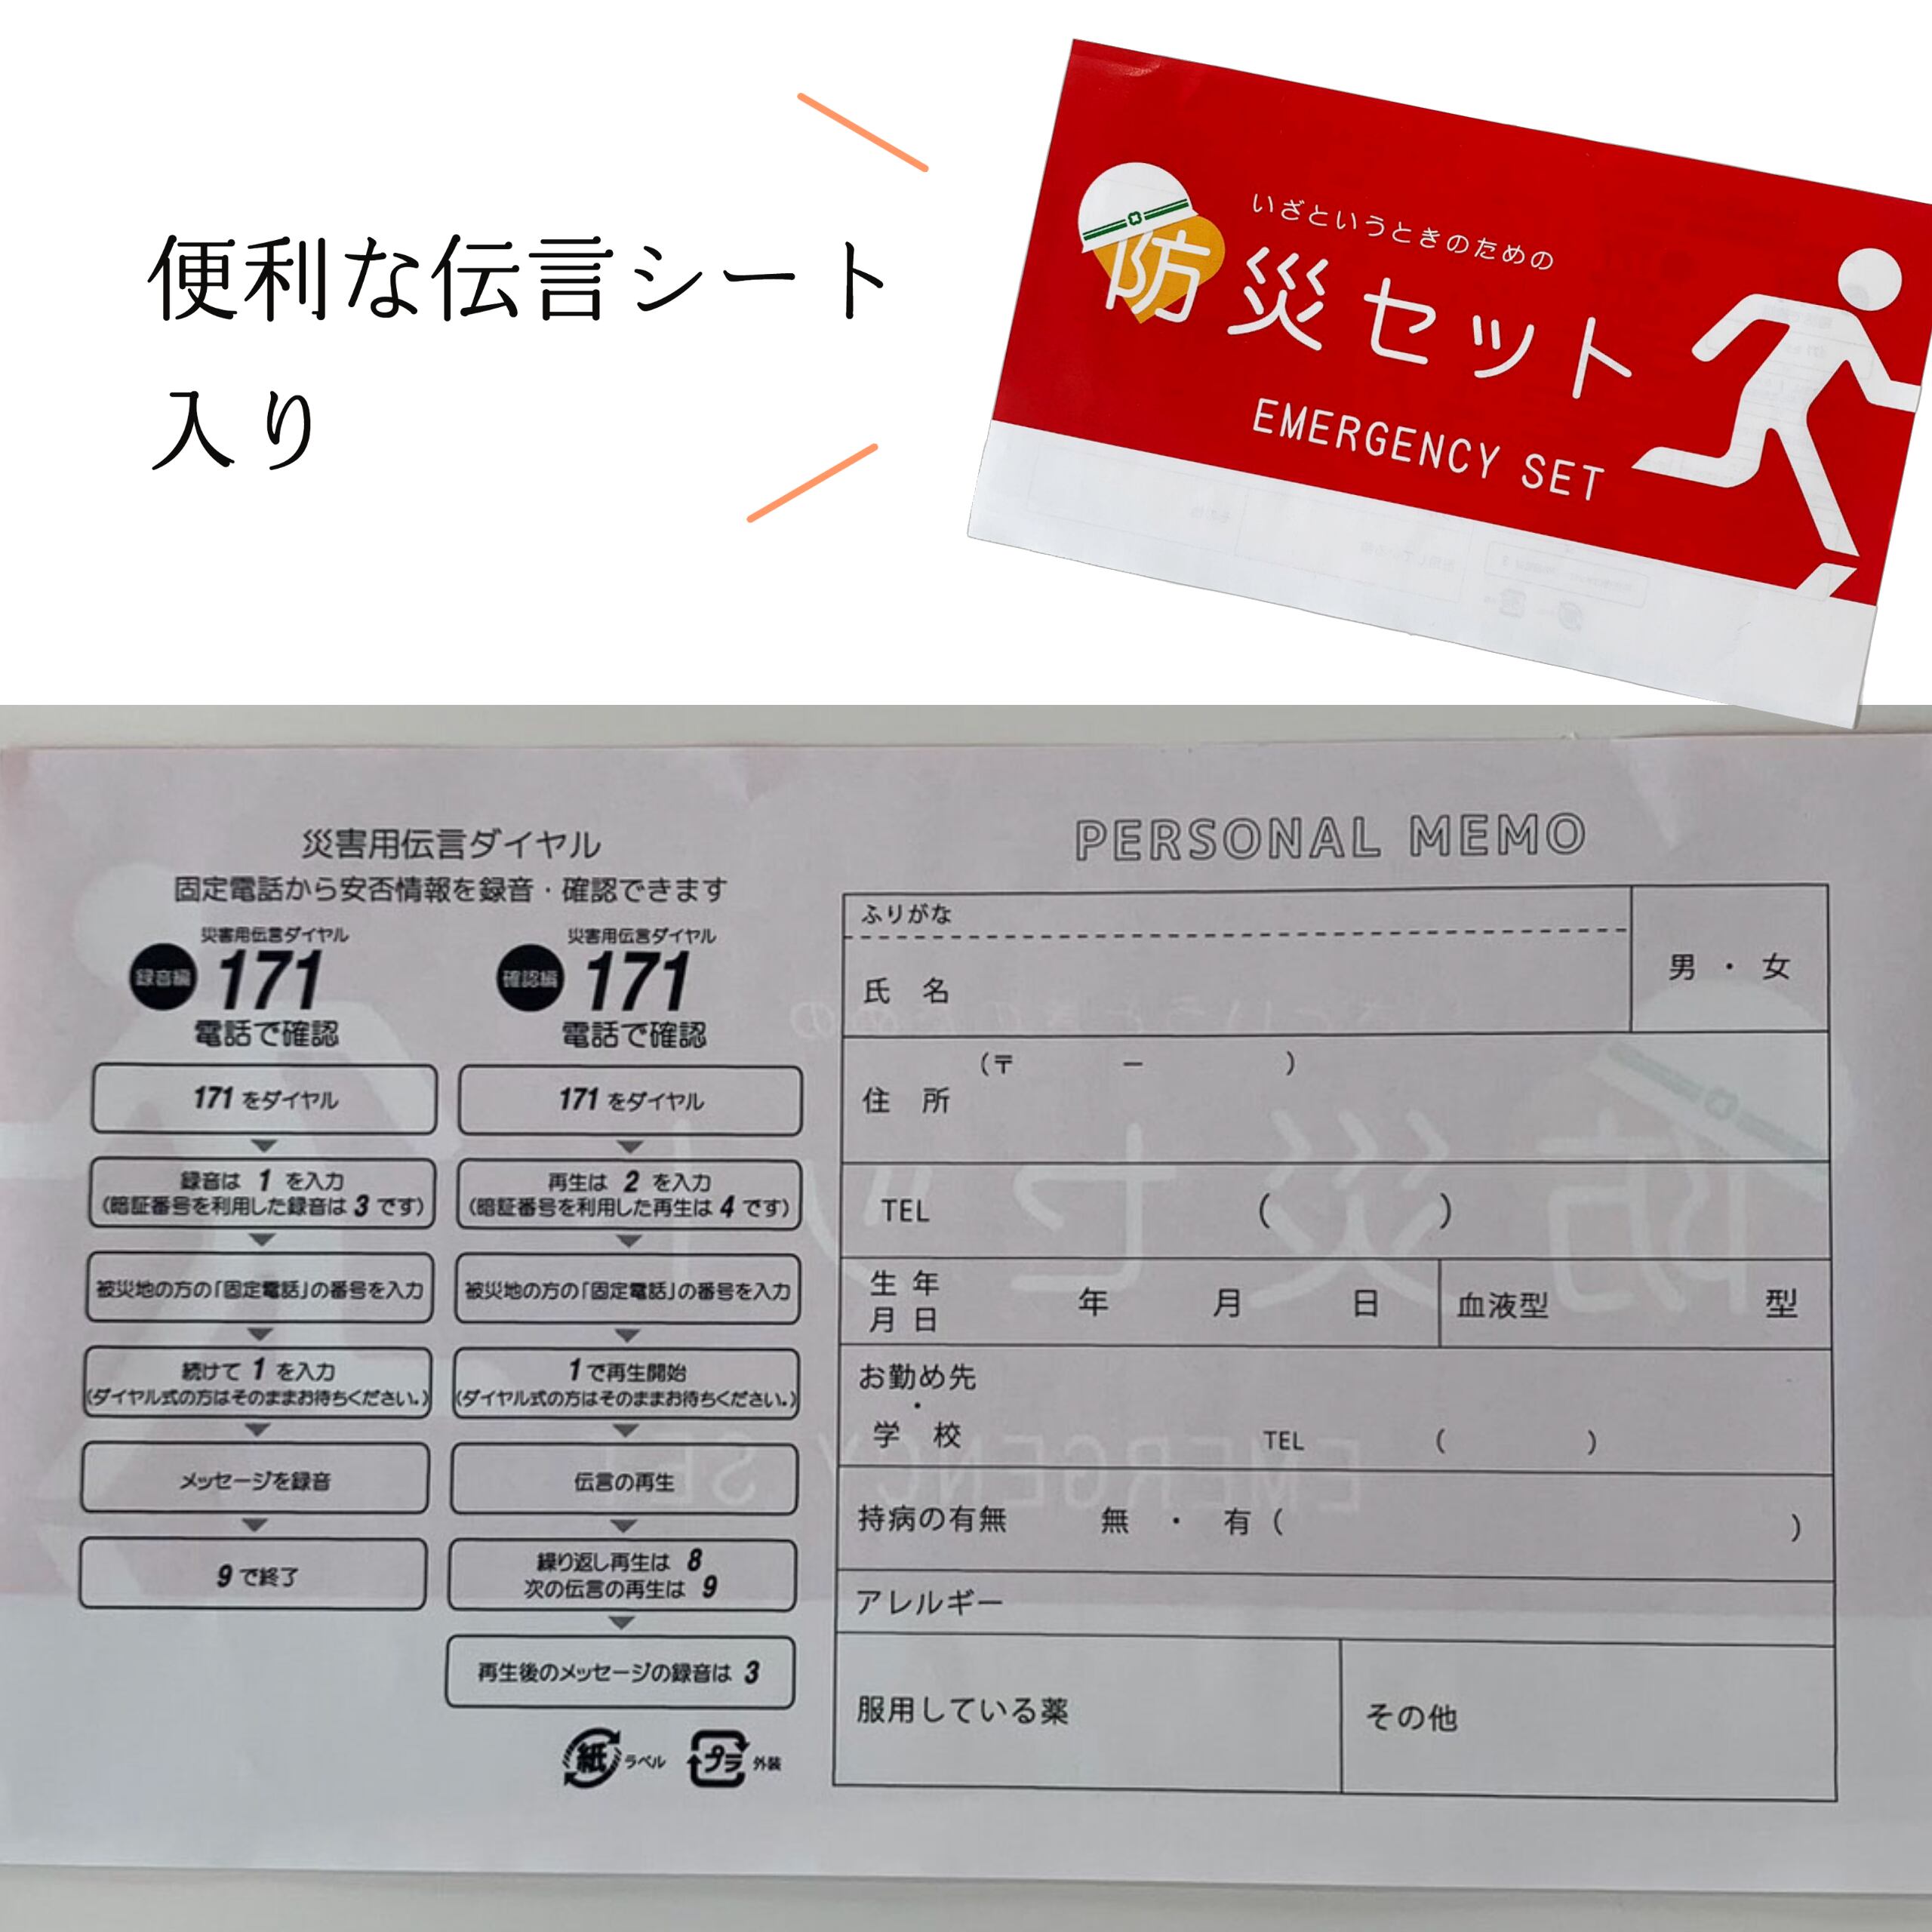 便利な伝言シート
入り
いざというときのための
防災セット
EMERGENCY SET
災害用伝言ダイヤル
固定電話から安否情報を録音・確認できます
災害用伝言ダイヤル
録音編 171
電話で確認
171 をダイヤル
録音は 1 を入力
(暗証番号を利用した録音は 3 です)
被災地の方の「固定電話」の番号を入力
続けて 1 を入力
(ダイヤル式の方はそのままお待ちください。)
メッセージを録音
9 で終了
災害用伝言ダイヤル
確認編 171
電話で確認
171 をダイヤル
再生は 2 を入力
(暗証番号を利用した再生は 4 です)
被災地の方の「固定電話」の番号を入力
1 で再生開始
(ダイヤル式の方はそのままお待ちください。)
伝言の再生
繰り返し再生は 8
次の伝言の再生は 9
再生後のメッセージの録音は 3
紙 ラベル プラ 外装
PERSONAL MEMO
ふりがな
氏 名
男 ・ 女
(〒 － )
住 所
TEL ( )
生年
月日
年 月 日
血液型 型
お勤め先
・
学 校
TEL ( )
持病の有無 無 ・ 有 ( )
アレルギー
服用している薬
その他